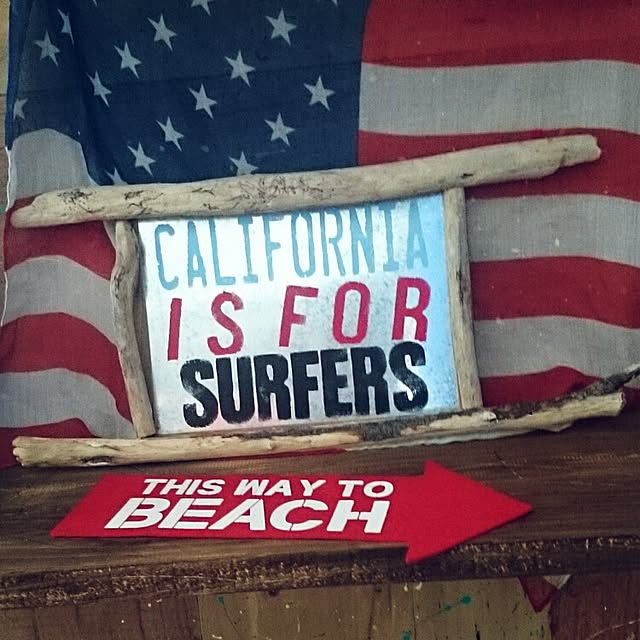 CALIFORNIA
IS FOR
SURFERS
THIS WAY TO
BEACH